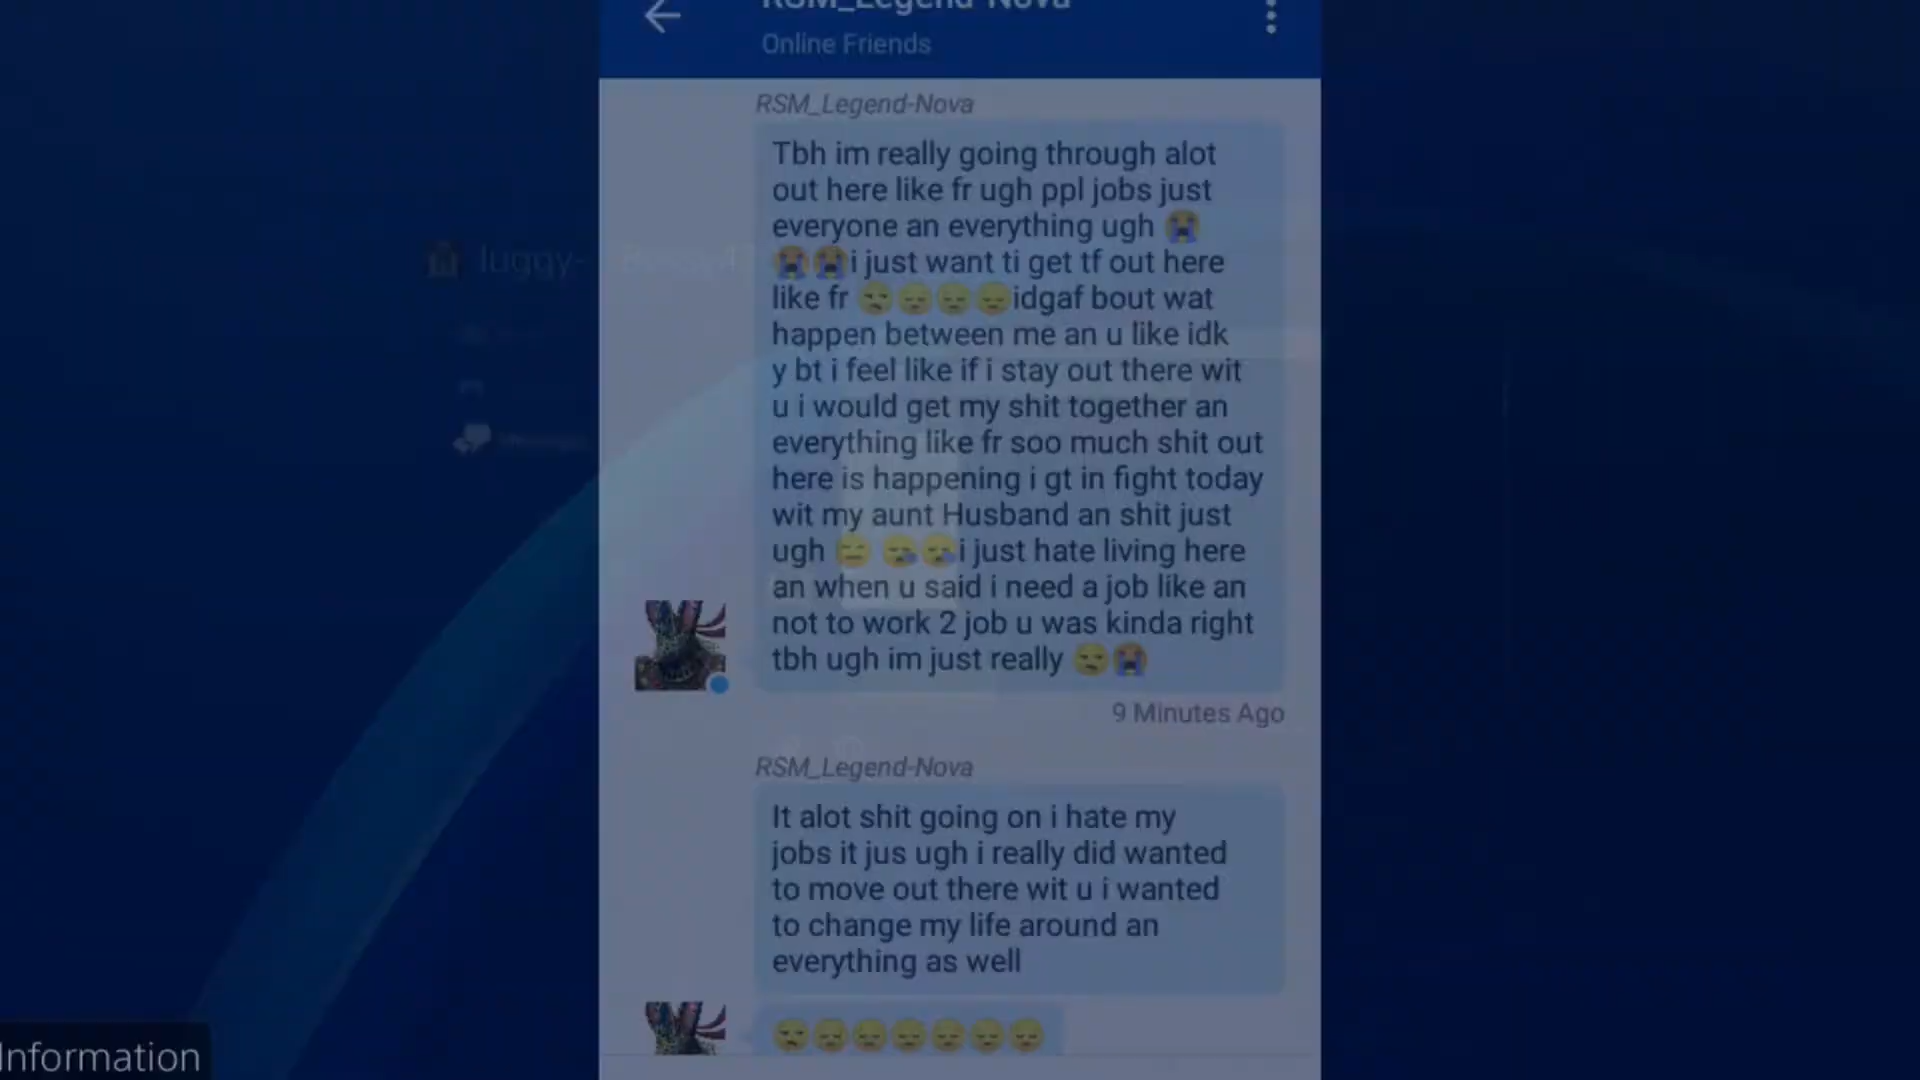 RSM_Legend-Nova
Online Friends
RSM_Legend-Nova
Tbh im really going through alot
out here like fr ugh ppl jobs just
everyone an everything ugh 😭
😭😭i just want ti get tf out here
like fr 😒😔😔😔idgaf bout wat
happen between me an u like idk
y bt i feel like if i stay out there wit
u i would get my shit together an
everything like fr soo much shit out
here is happening i gt in fight today
wit my aunt Husband an shit just
ugh 😑 😪😪i just hate living here
an when u said i need a job like an
not to work 2 job u was kinda right
tbh ugh im just really 😒😭
9 Minutes Ago
RSM_Legend-Nova
It alot shit going on i hate my
jobs it jus ugh i really did wanted
to move out there wit u i wanted
to change my life around an
everything as well
😒😔😔😔😔😔😔
luggy-
Information